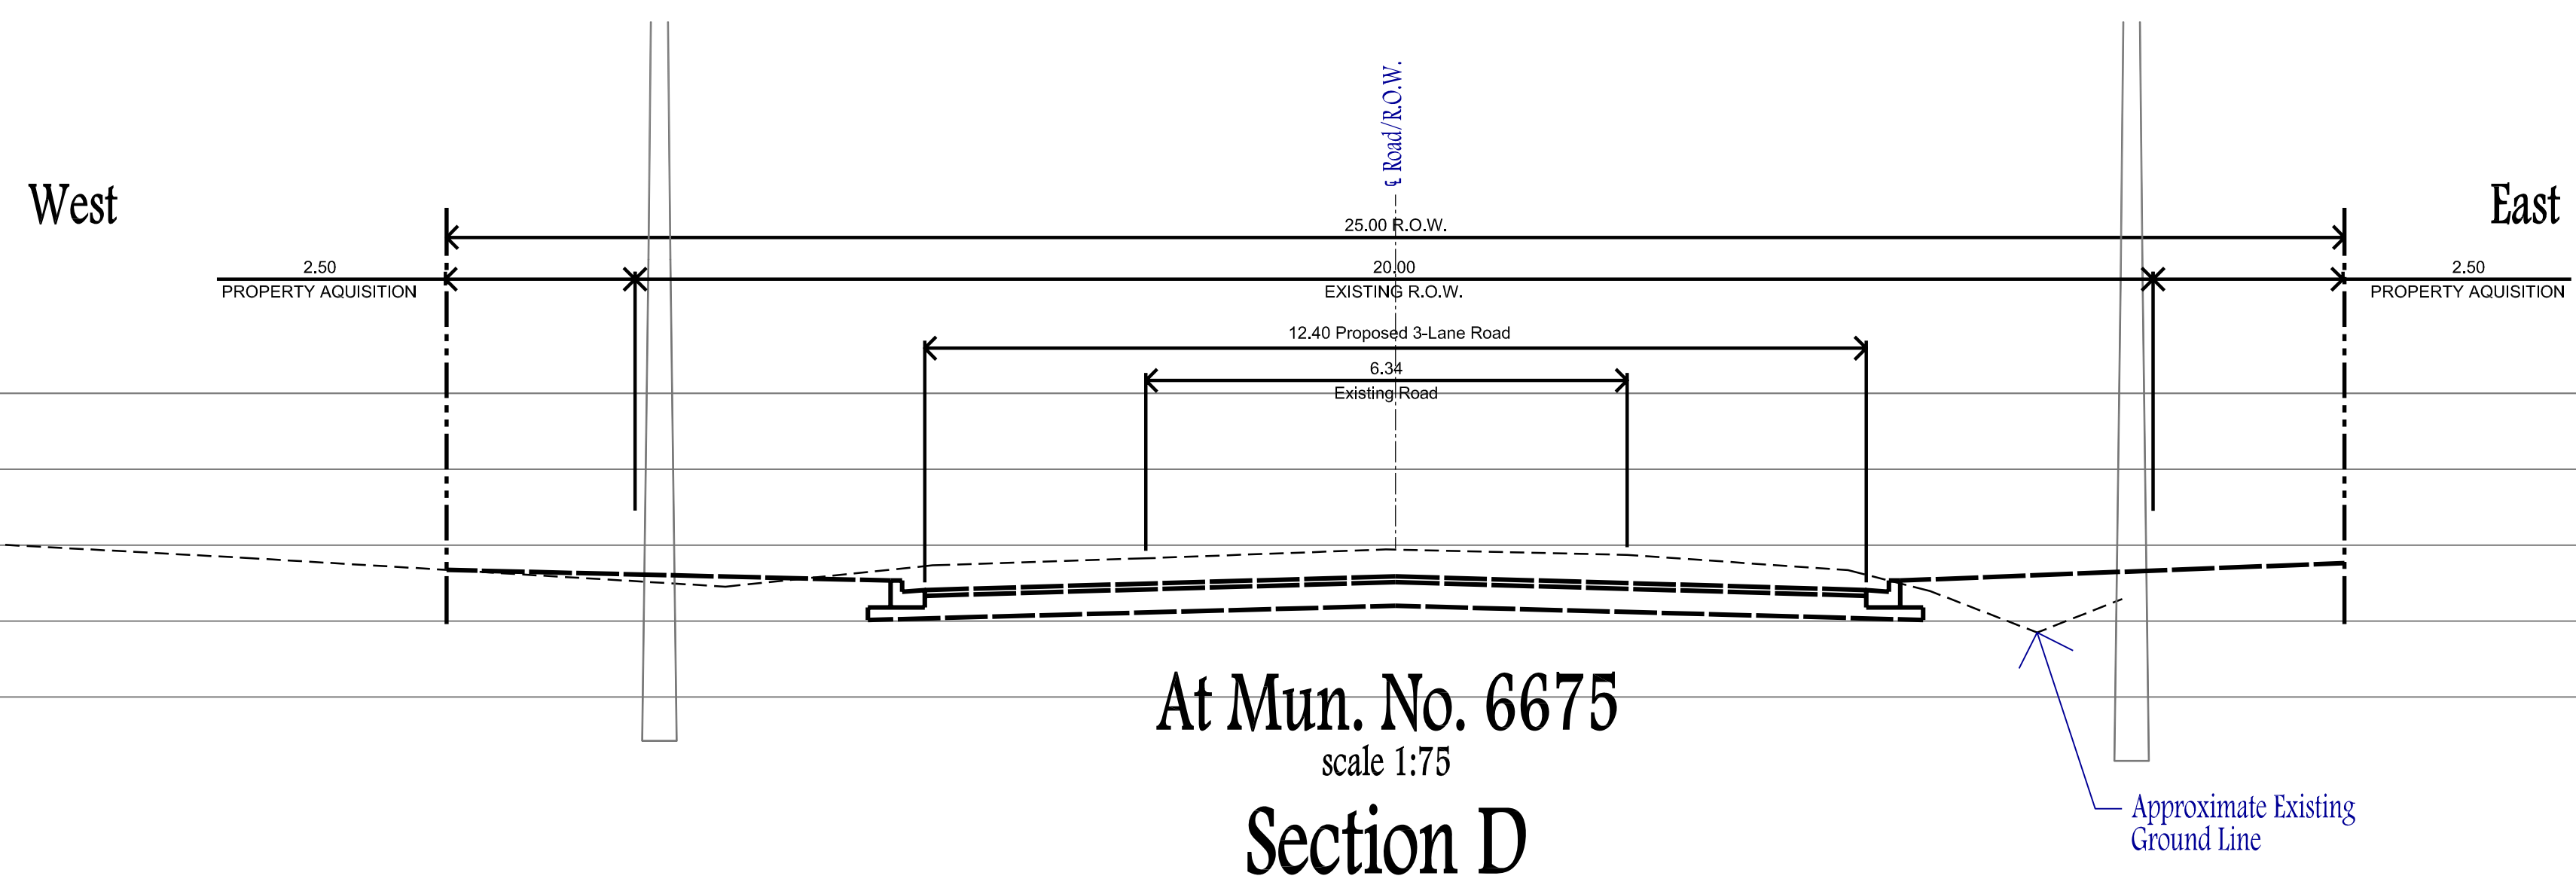 ℄ Road/R.O.W.
West
East
25.00 R.O.W.
2.50
PROPERTY AQUISITION
20.00
EXISTING R.O.W.
2.50
PROPERTY AQUISITION
12.40 Proposed 3-Lane Road
6.34
Existing Road
At Mun. No. 6675
scale 1:75
Section D
Approximate Existing
Ground Line